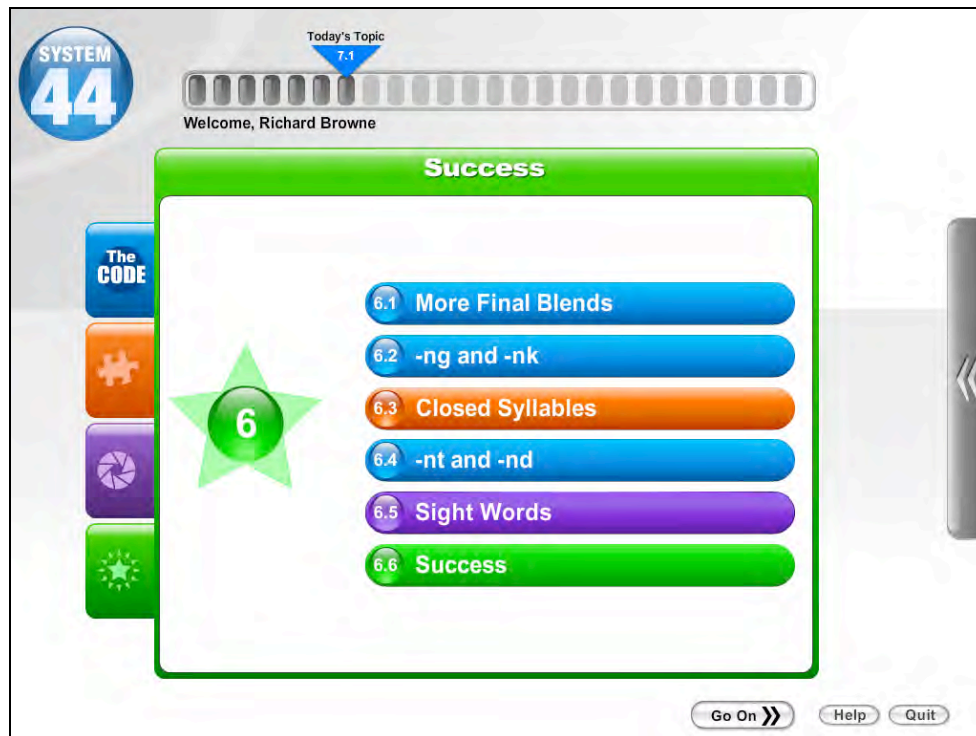 SYSTEM
44
Today's Topic
7.1
Welcome, Richard Browne
Success
The
CODE
6
6.1 More Final Blends
6.2 -ng and -nk
6.3 Closed Syllables
6.4 -nt and -nd
6.5 Sight Words
6.6 Success
Go On
Help
Quit